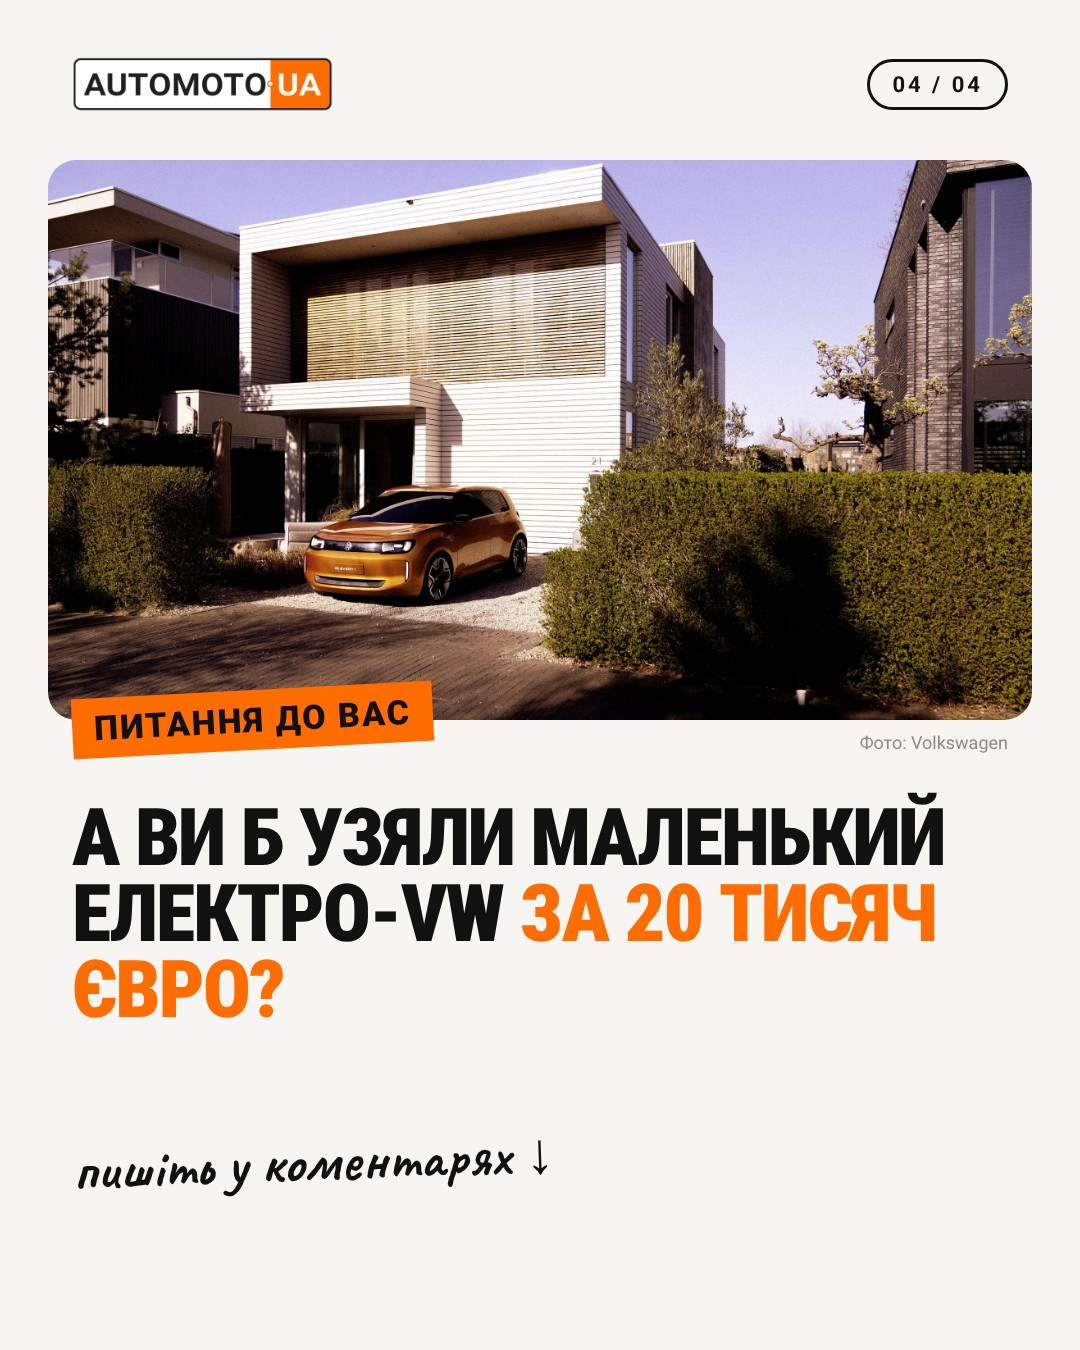 AUTOMOTO UA
04 / 04
21
ПИТАННЯ ДО ВАС
Фото: Volkswagen
А ВИ Б УЗЯЛИ МАЛЕНЬКИЙ
ЕЛЕКТРО-VW ЗА 20 ТИСЯЧ
ЄВРО?
пишіть у коментарях ↓